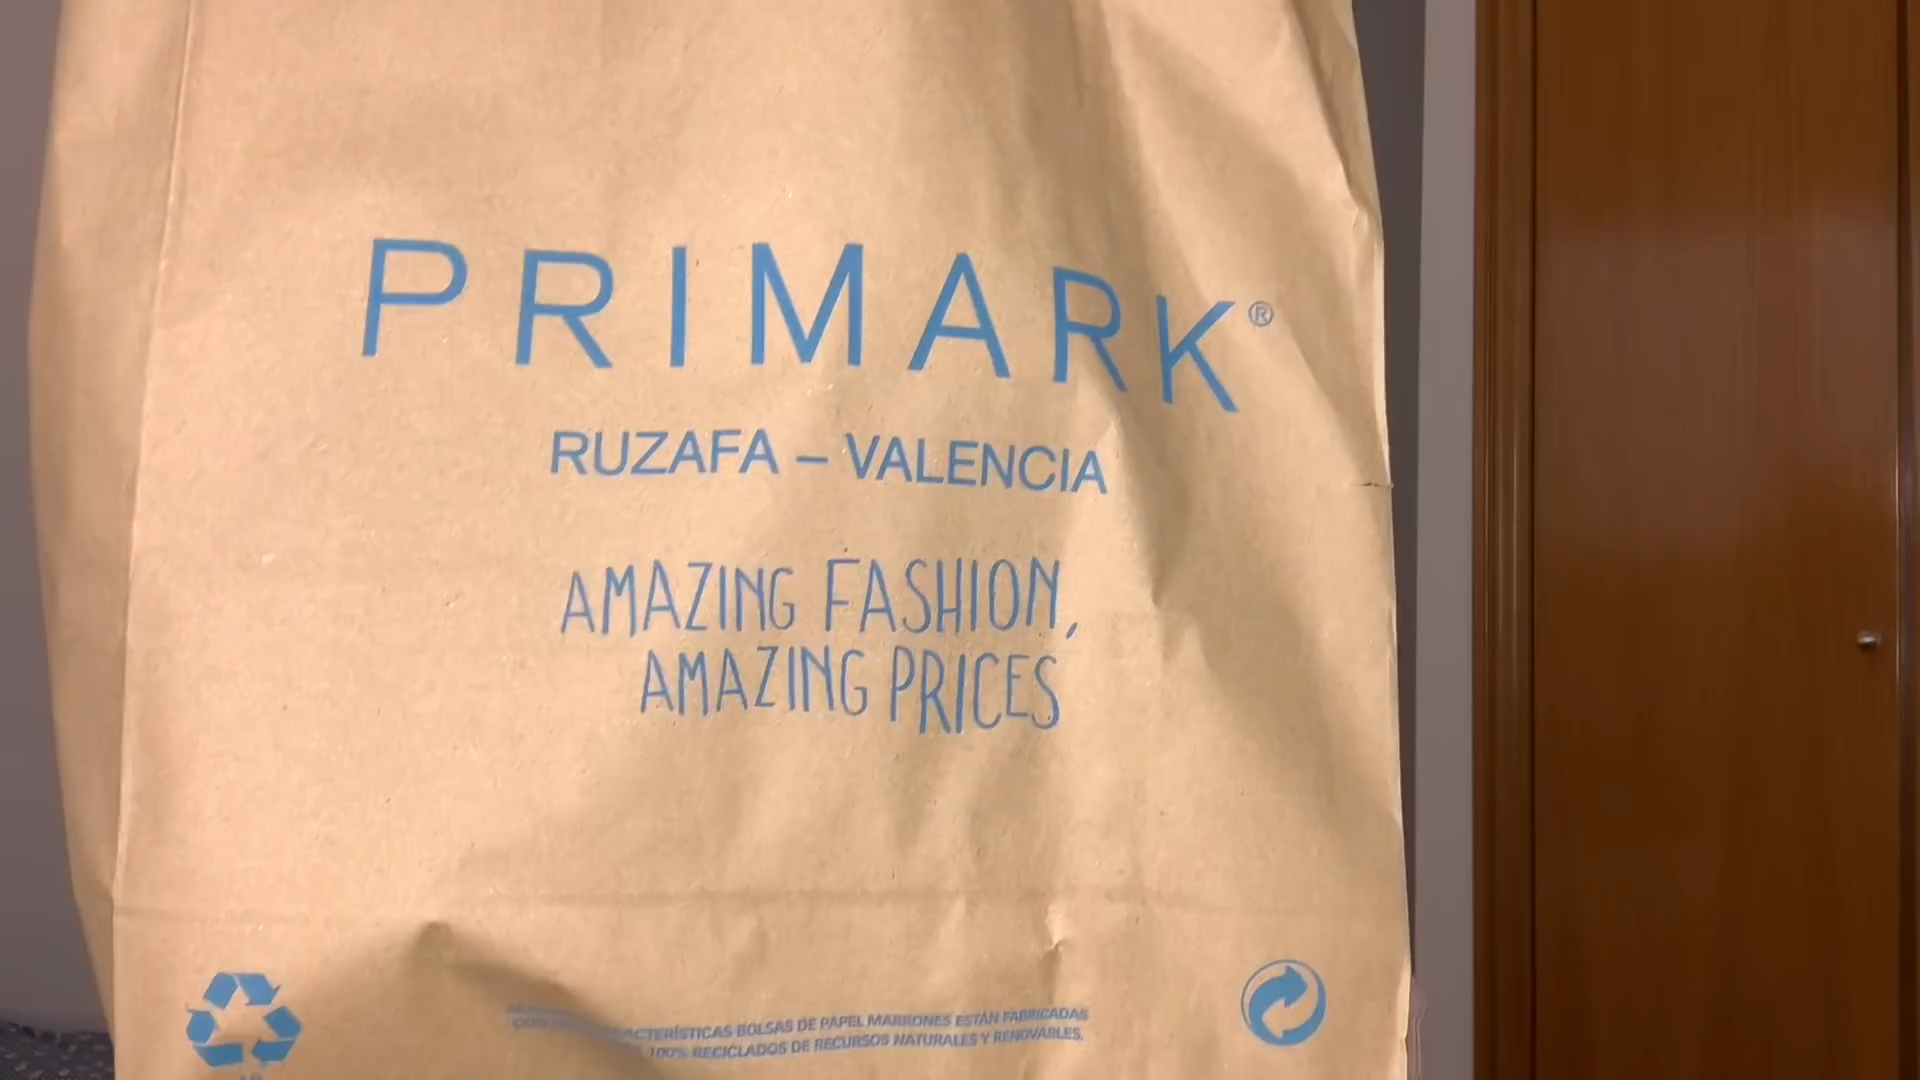 PRIMARK®
RUZAFA – VALENCIA
AMAZING FASHION,
AMAZING PRICES
BOLSAS DE PAPEL MARRONES ESTÁN FABRICADAS
100% RECICLADOS DE RECURSOS NATURALES Y RENOVABLES.